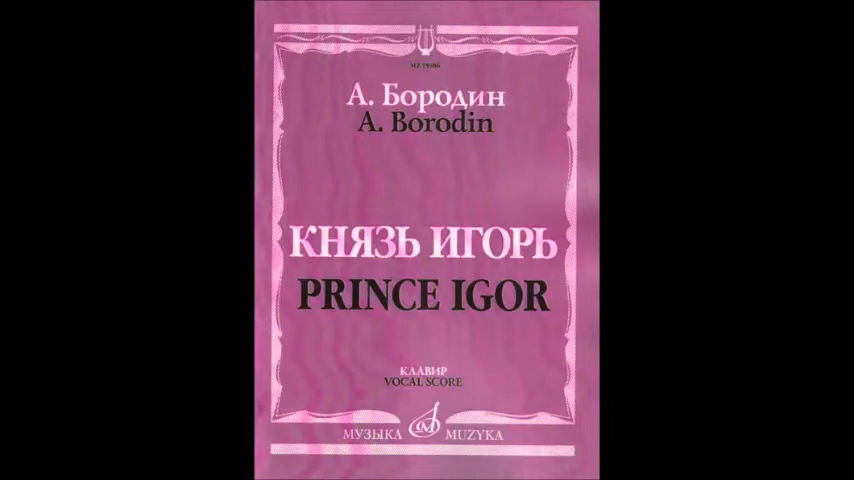 А. Бородин
A. Borodin
КНЯЗЬ ИГОРЬ
PRINCE IGOR
КЛАВИР
VOCAL SCORE
МУЗЫКА MUZYKA